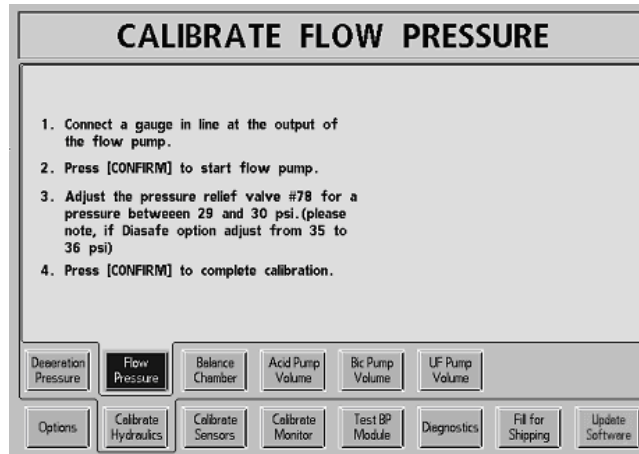 CALIBRATE FLOW PRESSURE
1. Connect a gauge in line at the output of
the flow pump.
2. Press [CONFIRM] to start flow pump.
3. Adjust the pressure relief valve #78 for a
pressure betweeen 29 and 30 psi.(please
note, if Diasafe option adjust from 35 to
36 psi)
4. Press [CONFIRM] to complete calibration.
Deaeration Pressure
Flow Pressure
Balance Chamber
Acid Pump Volume
Bic Pump Volume
UF Pump Volume
Options
Calibrate Hydraulics
Calibrate Sensors
Calibrate Monitor
Test BP Module
Diagnostics
Fill for Shipping
Update Software